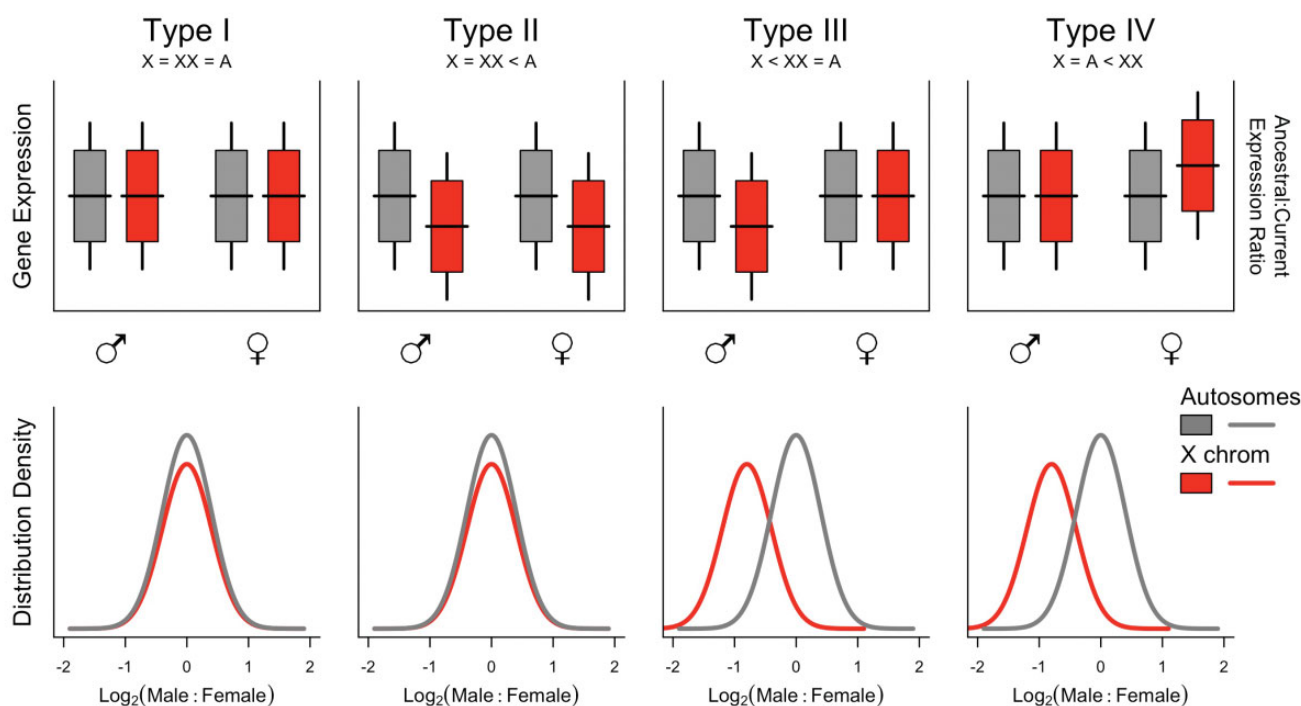 Type I
X = XX = A
Type II
X = XX < A
Type III
X < XX = A
Type IV
X = A < XX
Gene Expression
Ancestral:Current
Expression Ratio
♂ ♀
♂ ♀
♂ ♀
♂ ♀
Distribution Density
Autosomes
X chrom
-2 -1 0 1 2
Log₂(Male : Female)
-2 -1 0 1 2
Log₂(Male : Female)
-2 -1 0 1 2
Log₂(Male : Female)
-2 -1 0 1 2
Log₂(Male : Female)